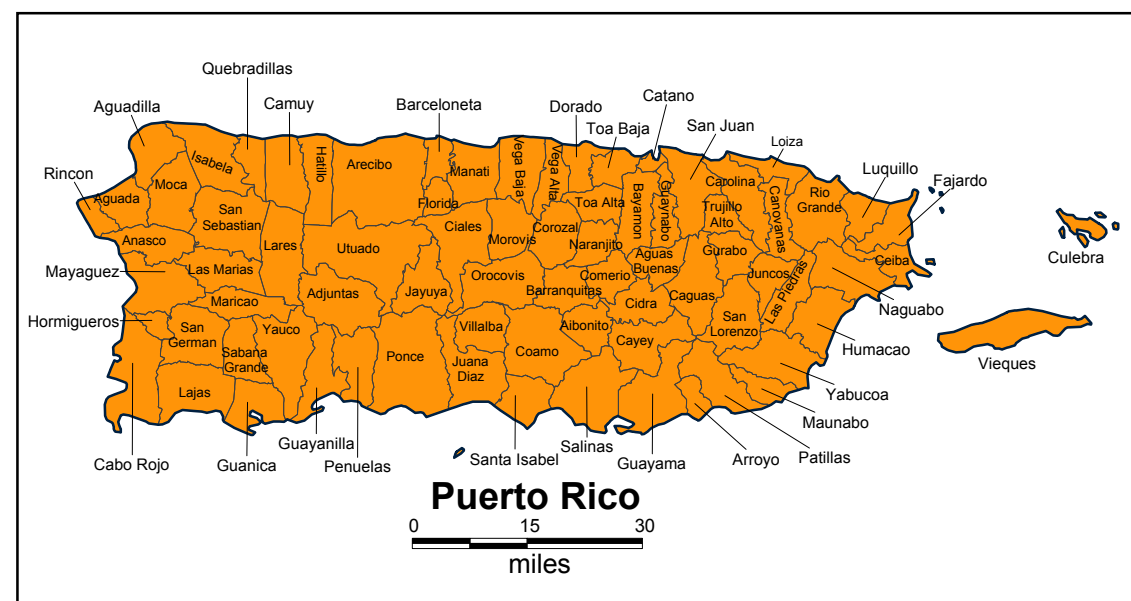 Quebradillas
Aguadilla
Camuy
Barceloneta
Dorado
Catano
Toa Baja
San Juan
Loiza
Luquillo
Fajardo
Rincon
Aguada
Moca
Isabela
Hatillo
Arecibo
Manati
Florida
Vega Baja
Vega Alta
Toa Alta
Bayamon
Guaynabo
Carolina
Trujillo
Alto
Canovanas
Rio
Grande
Culebra
Anasco
San
Sebastian
Lares
Utuado
Ciales
Morovis
Corozal
Naranjito
Aguas
Buenas
Gurabo
Ceiba
Mayaguez
Las Marias
Maricao
Adjuntas
Jayuya
Orocovis
Barranquitas
Comerio
Cidra
Caguas
Juncos
Las Piedras
Naguabo
Hormigueros
San
German
Sabana
Grande
Yauco
Ponce
Villalba
Juana
Diaz
Coamo
Aibonito
Cayey
San
Lorenzo
Humacao
Vieques
Lajas
Yabucoa
Maunabo
Cabo Rojo
Guanica
Guayanilla
Penuelas
Santa Isabel
Salinas
Guayama
Arroyo
Patillas
Puerto Rico
0 15 30
miles